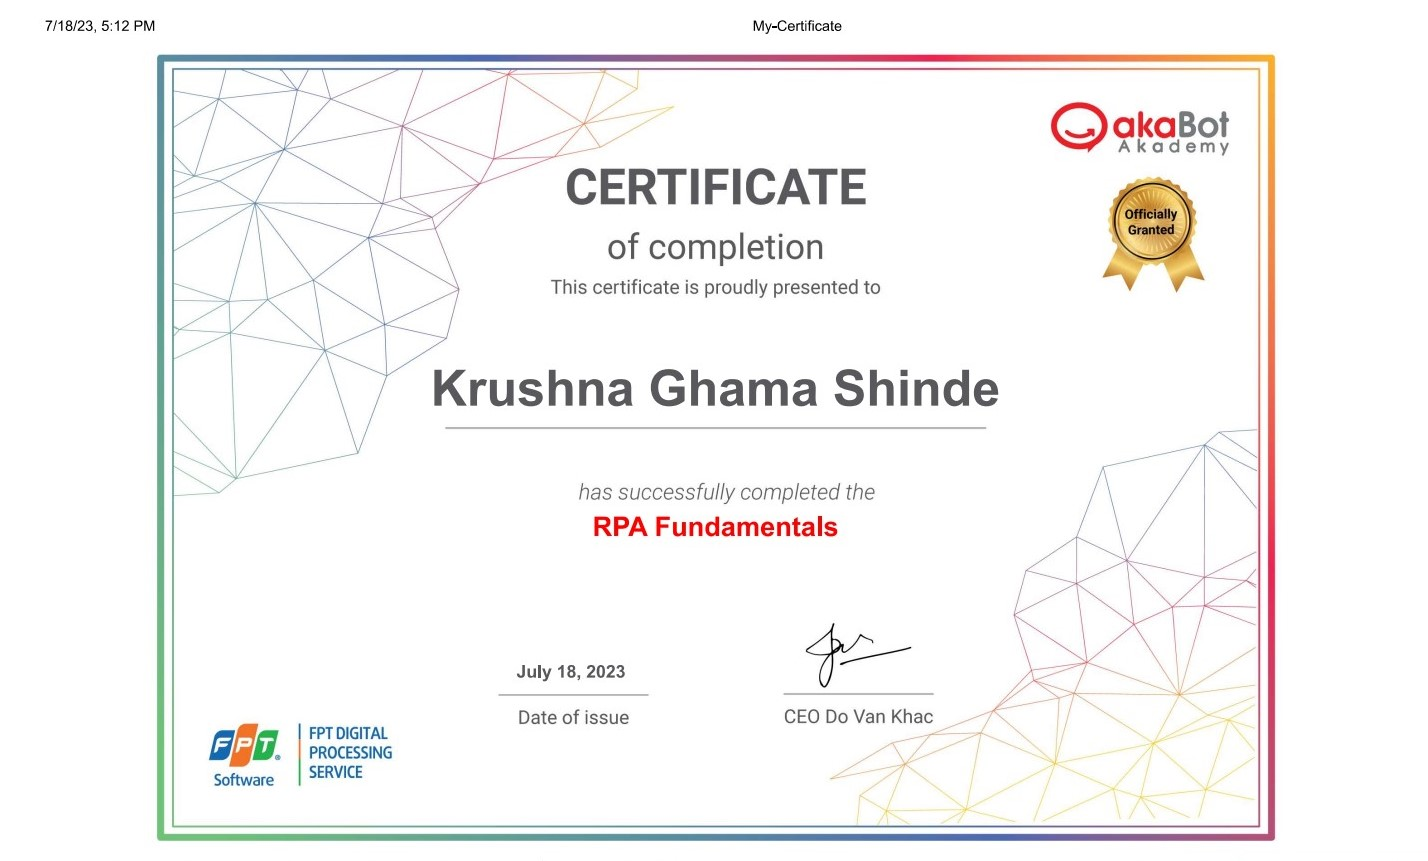 7/18/23, 5:12 PM
My-Certificate
akaBot
Akademy
Officially
Granted
CERTIFICATE
of completion
This certificate is proudly presented to
Krushna Ghama Shinde
has successfully completed the
RPA Fundamentals
July 18, 2023
Date of issue
CEO Do Van Khac
FPT
Software
FPT DIGITAL
PROCESSING
SERVICE